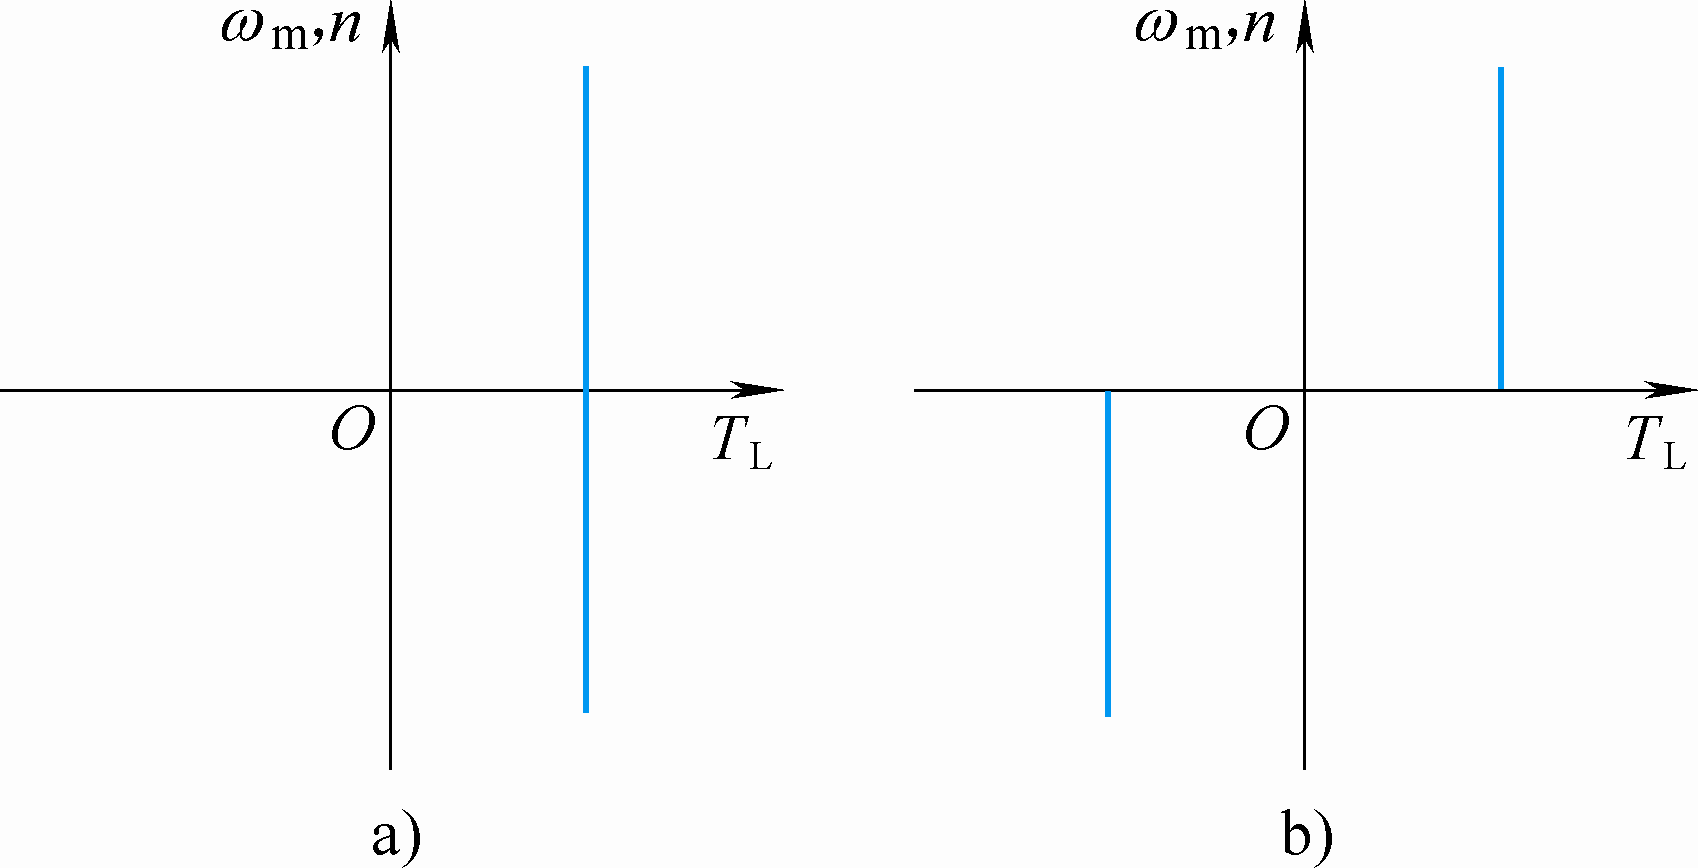 ωm,n
O
TL
a)
ωm,n
O
TL
b)